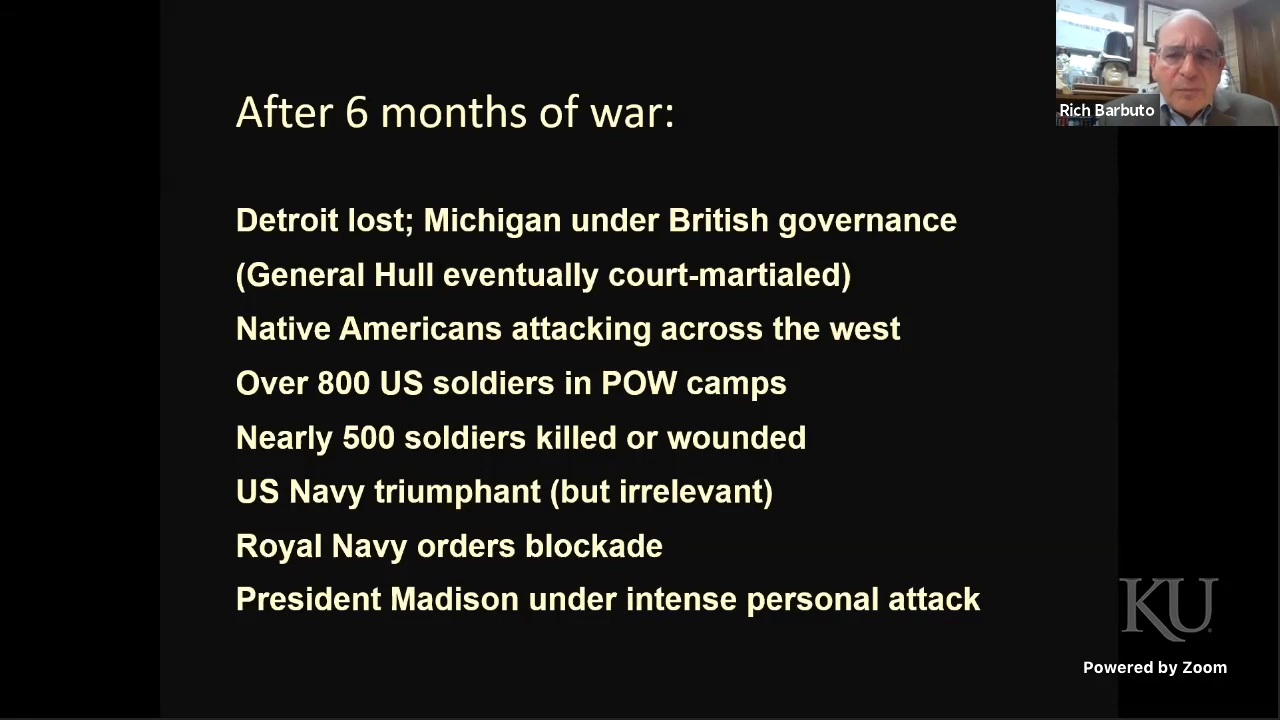 After 6 months of war:
Detroit lost; Michigan under British governance
(General Hull eventually court-martialed)
Native Americans attacking across the west
Over 800 US soldiers in POW camps
Nearly 500 soldiers killed or wounded
US Navy triumphant (but irrelevant)
Royal Navy orders blockade
President Madison under intense personal attack
Rich Barbuto
KU
Powered by Zoom